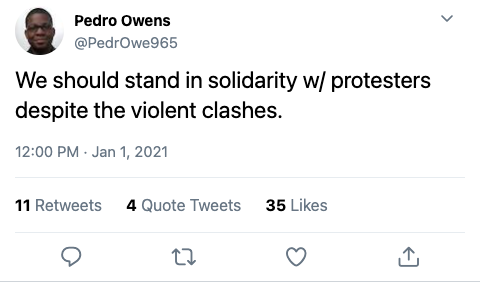 Pedro Owens
@PedrOwe965
We should stand in solidarity w/ protesters
despite the violent clashes.
12:00 PM · Jan 1, 2021
11 Retweets 4 Quote Tweets 35 Likes